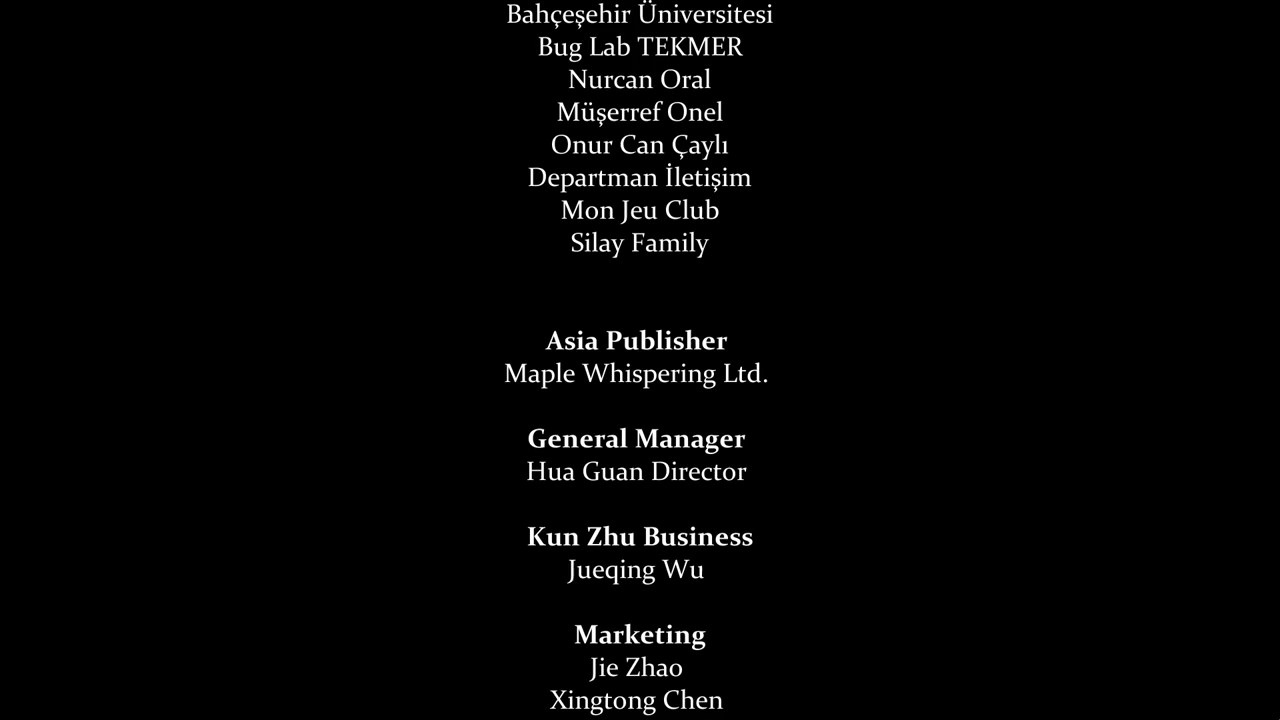 Bahçeşehir Üniversitesi
Bug Lab TEKMER
Nurcan Oral
Müşerref Onel
Onur Can Çaylı
Departman İletişim
Mon Jeu Club
Silay Family
Asia Publisher
Maple Whispering Ltd.
General Manager
Hua Guan Director
Kun Zhu Business
Jueqing Wu
Marketing
Jie Zhao
Xingtong Chen